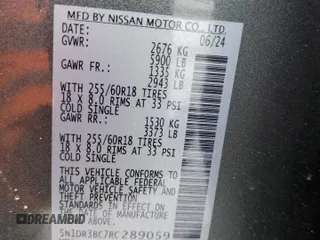 MFD BY NISSAN MOTOR CO., LTD.
DATE: 06/24
GVWR: 2676 KG
5900 LB
GAWR FR.: 1335 KG
2943 LB
WITH 255/60R18 TIRES
18 X 8.0 RIMS AT 33 PSI
COLD SINGLE
GAWR RR.: 1530 KG
3373 LB
WITH 255/60R18 TIRES
18 X 8.0 RIMS AT 33 PSI
COLD SINGLE
THIS VEHICLE CONFORMS TO
ALL APPLICABLE FEDERAL MOTOR
VEHICLE SAFETY
STANDARDS IN EFFECT ON THE
DATE OF MANUFACTURE SHOWN
ABOVE.
5N1DR3BC7RC289059
DREAMBID